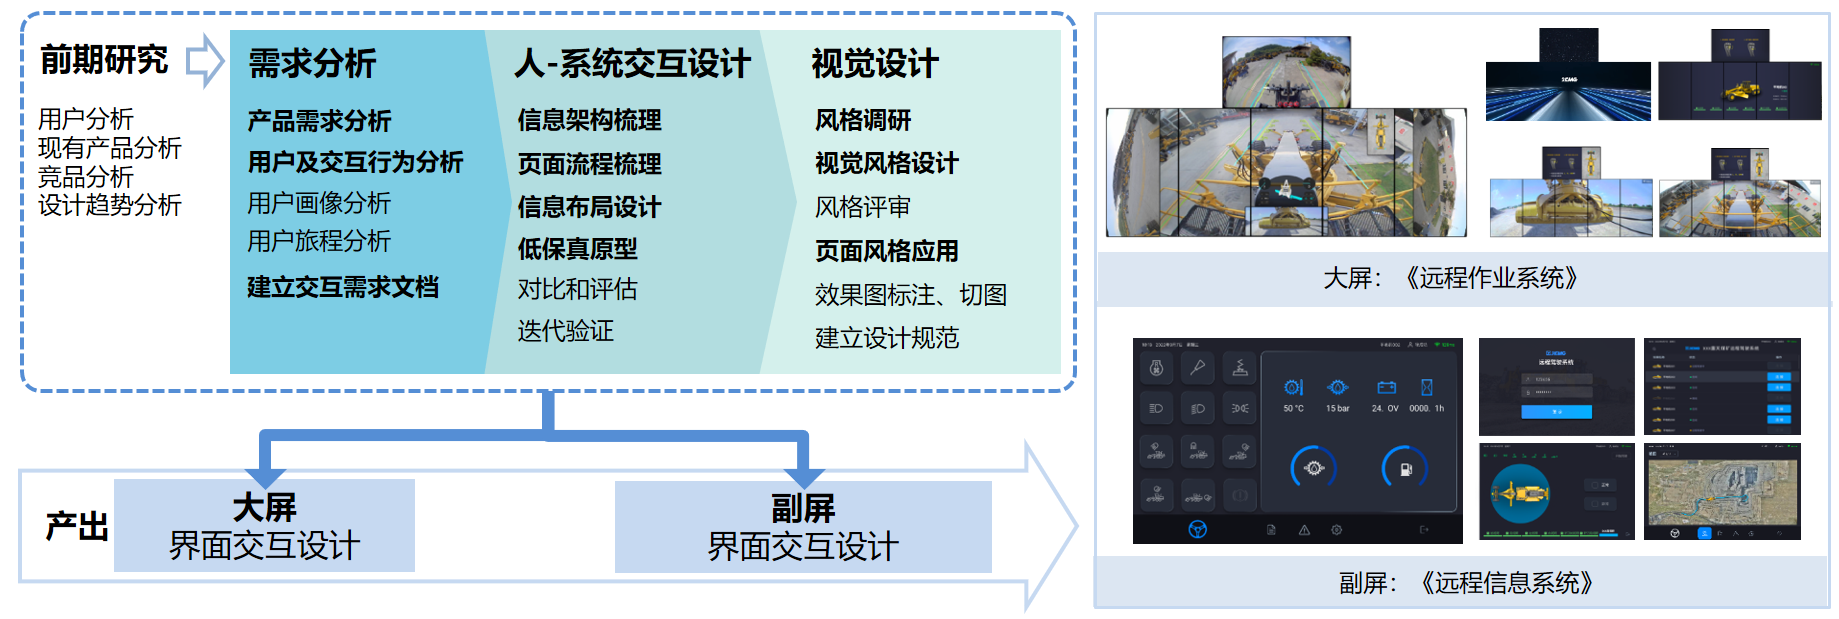 前期研究
用户分析
现有产品分析
竞品分析
设计趋势分析
需求分析
产品需求分析
用户及交互行为分析
用户画像分析
用户旅程分析
建立交互需求文档
人-系统交互设计
信息架构梳理
页面流程梳理
信息布局设计
低保真原型
对比和评估
迭代验证
视觉设计
风格调研
视觉风格设计
风格评审
页面风格应用
效果图标注、切图
建立设计规范
产出
大屏
界面交互设计
副屏
界面交互设计
XCMG
大屏：《远程作业系统》
50 °C
15 bar
24. 0V
0000. 1h
XCMG
远程驾驶系统
副屏：《远程信息系统》